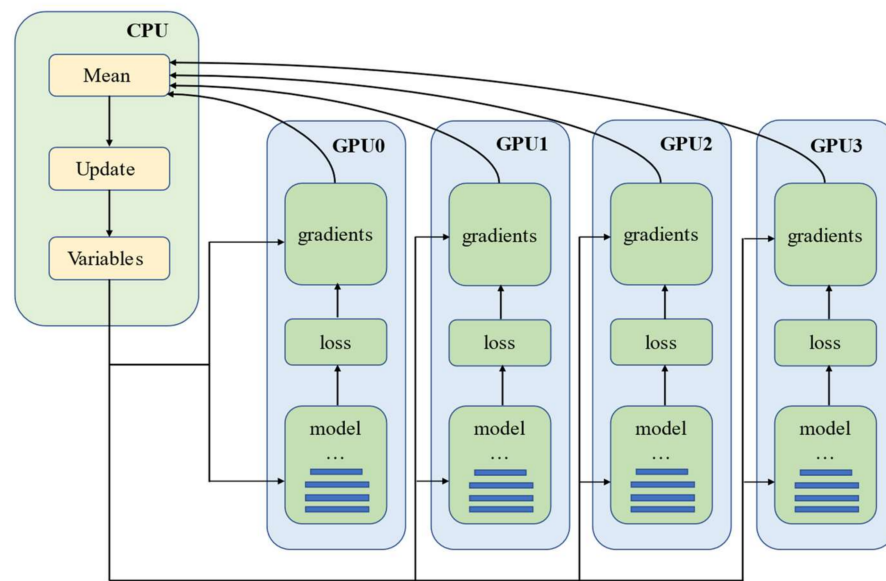 CPU
Mean
Update
Variables
GPU0
gradients
loss
model
...
GPU1
gradients
loss
model
...
GPU2
gradients
loss
model
...
GPU3
gradients
loss
model
...